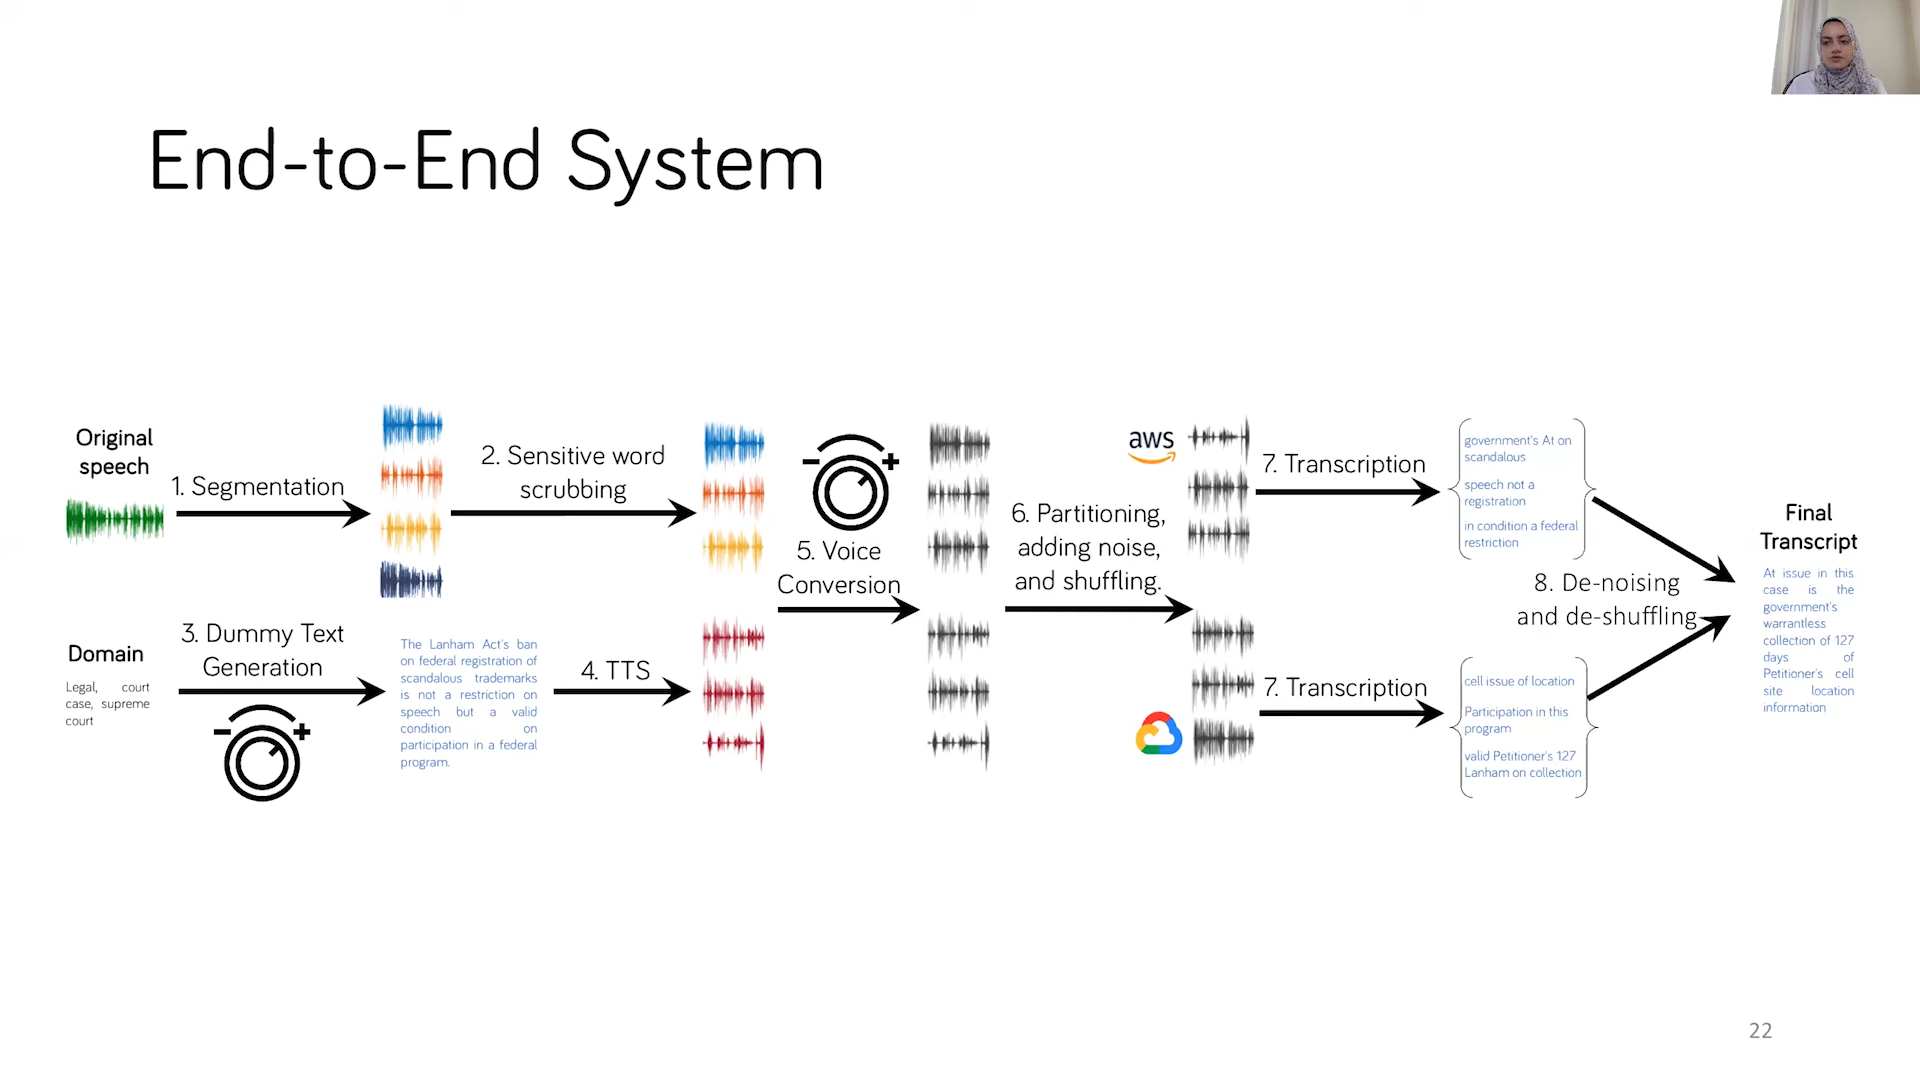 End-to-End System
Original
speech
1. Segmentation
2. Sensitive word
scrubbing
Domain
Legal, court
case, supreme
court
3. Dummy Text
Generation
The Lanham Act's ban
on federal registration of
scandalous trademarks
is not a restriction on
speech but a valid
condition on
participation in a federal
program.
4. TTS
5. Voice
Conversion
6. Partitioning,
adding noise,
and shuffling.
aws
7. Transcription
government's At on
scandalous
speech not a
registration
in condition a federal
restriction
7. Transcription
cell issue of location
Participation in this
program
valid Petitioner's 127
Lanham on collection
8. De-noising
and de-shuffling
Final
Transcript
At issue in this
case is the
government's
warrantless
collection of 127
days of
Petitioner's cell
site location
information
22